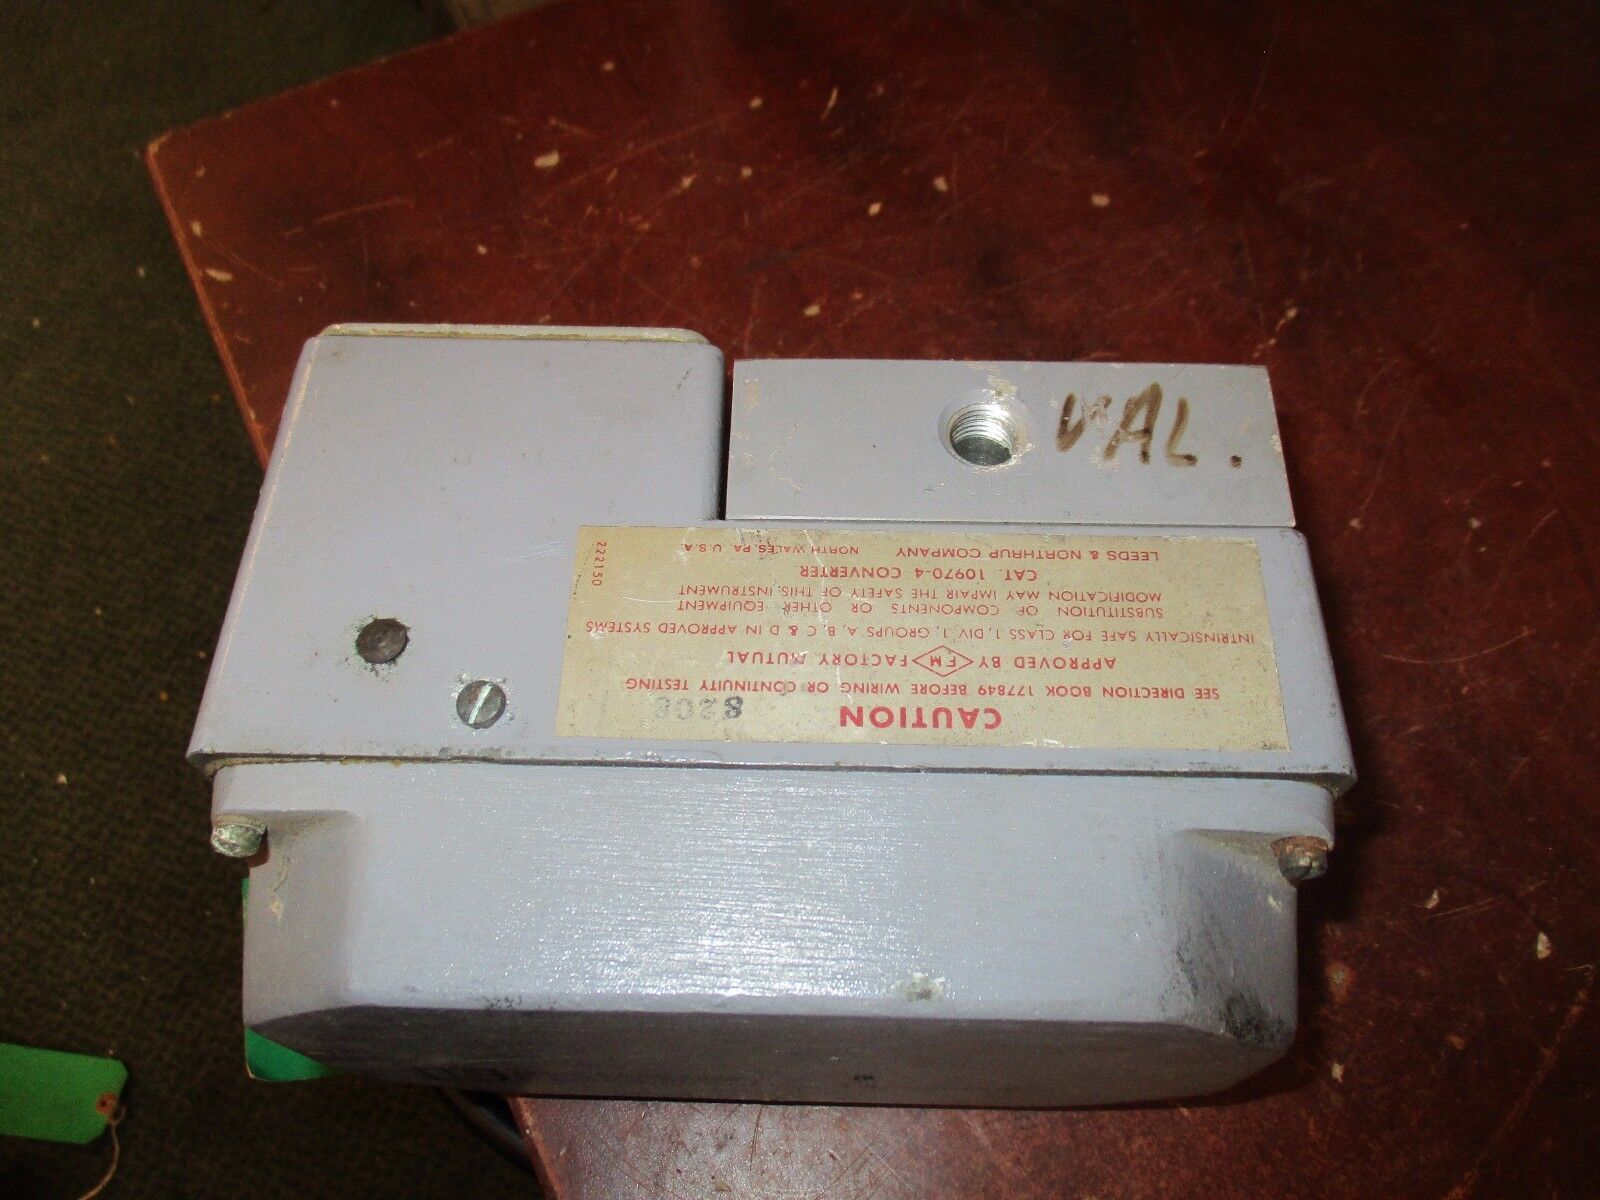 VAL.
CAUTION
SEE DIRECTION BOOK 177849 BEFORE WIRING OR CONTINUITY TESTING
APPROVED BY FM FACTORY MUTUAL
INTRINSICALLY SAFE FOR CLASS 1, DIV. 1, GROUPS A, B, C & D IN APPROVED SYSTEMS
SUBSTITUTION OF COMPONENTS OR OTHER EQUIPMENT
MODIFICATION MAY IMPAIR THE SAFETY OF THIS INSTRUMENT
CAT. 10970-4 CONVERTER
LEEDS & NORTHRUP COMPANY NORTH WALES, PA. U.S.A.
222150